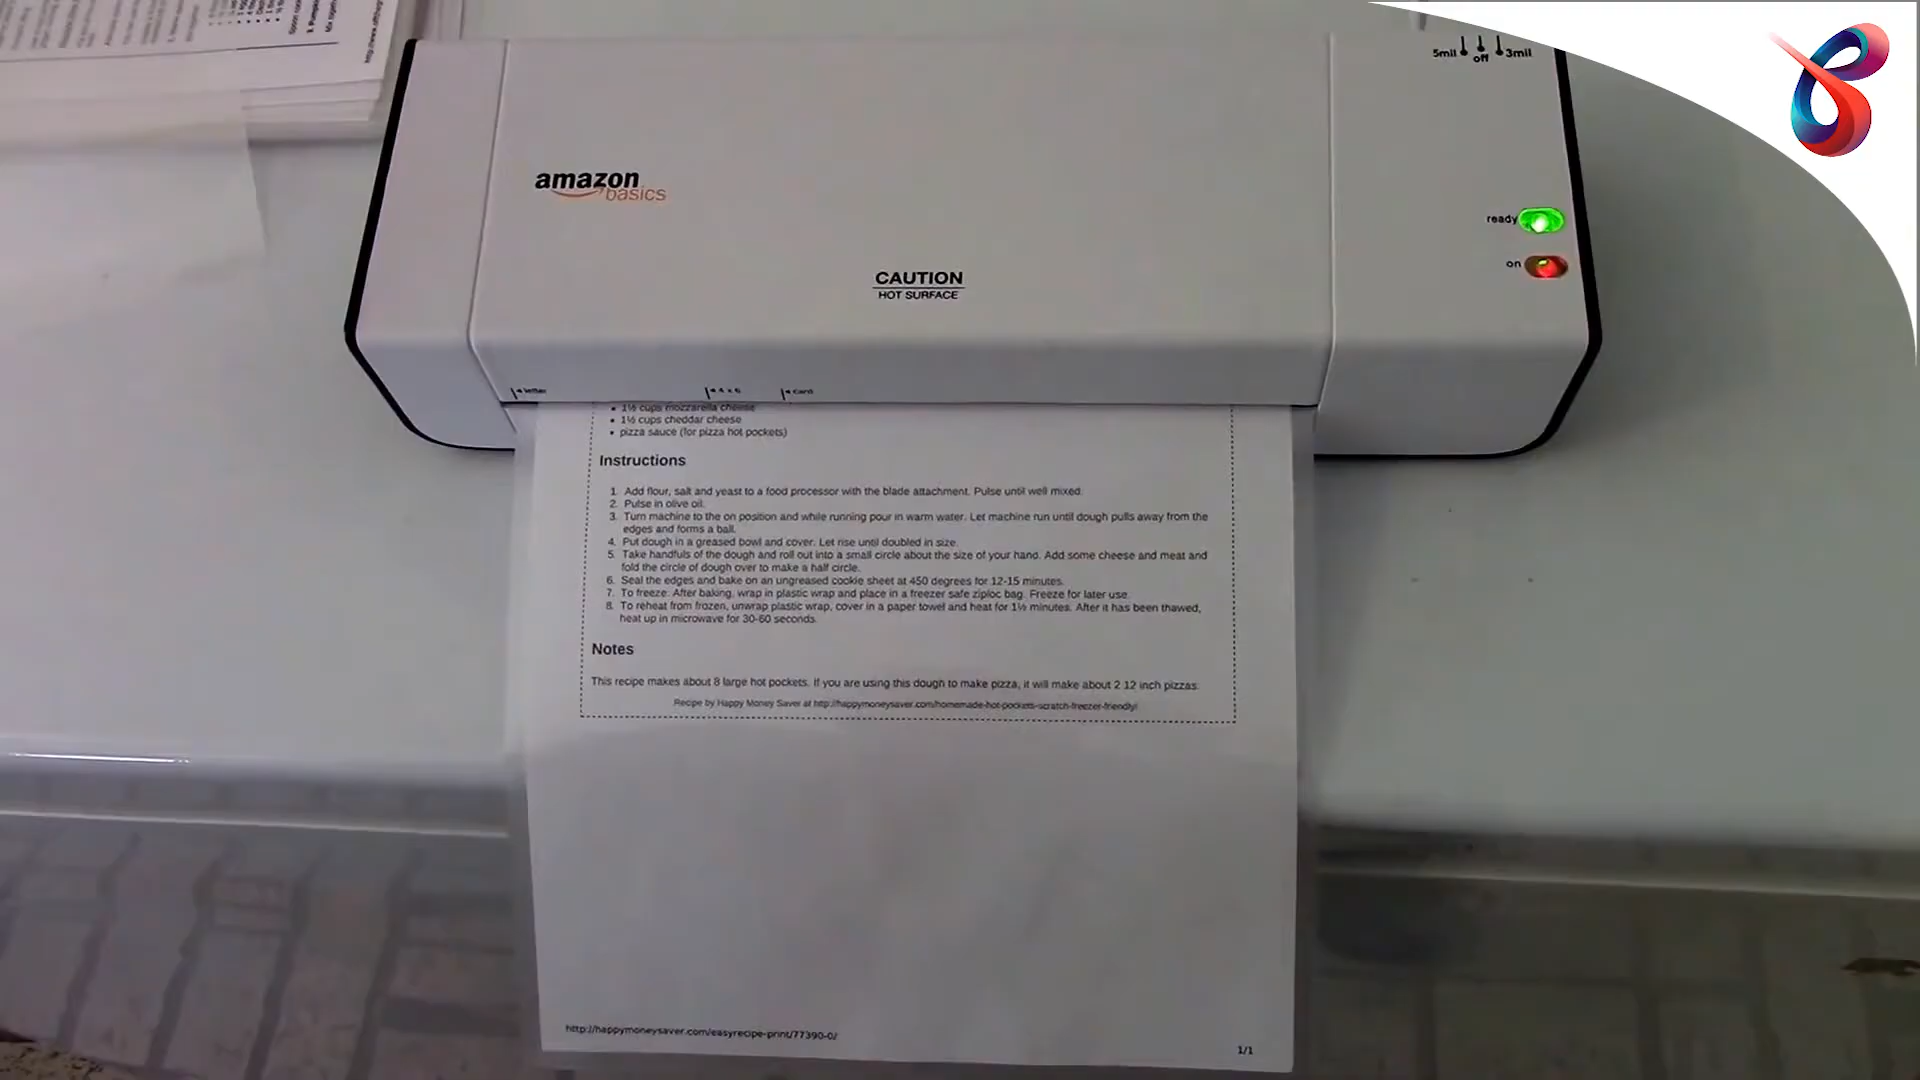 5mil off 3mil
amazon
basics
ready
on
CAUTION
HOT SURFACE
letter 4 x 6 Card
• 1½ cups mozzarella cheese
• 1½ cups cheddar cheese
• pizza sauce (for pizza hot pockets)
Instructions
1. Add flour, salt and yeast to a food processor with the blade attachment. Pulse until well mixed.
2. Pulse in olive oil.
3. Turn machine to the on position and while running pour in warm water. Let machine run until dough pulls away from the
edges and forms a ball.
4. Put dough in a greased bowl and cover. Let rise until doubled in size.
5. Take handfuls of the dough and roll out into a small circle about the size of your hand. Add some cheese and meat and
fold the circle of dough over to make a half circle.
6. Seal the edges and bake on an ungreased cookie sheet at 450 degrees for 12-15 minutes.
7. To freeze: After baking, wrap in plastic wrap and place in a freezer safe ziploc bag. Freeze for later use.
8. To reheat from frozen, unwrap plastic wrap, cover in a paper towel and heat for 1½ minutes. After it has been thawed,
heat up in microwave for 30-60 seconds.
Notes
This recipe makes about 8 large hot pockets. If you are using this dough to make pizza, it will make about 2 12 inch pizzas.
Recipe by Happy Money Saver at http://happymoneysaver.com/homemade-hot-pockets-scratch-freezer-friendly/
http://happymoneysaver.com/easyrecipe-print/77390-0/
1/1